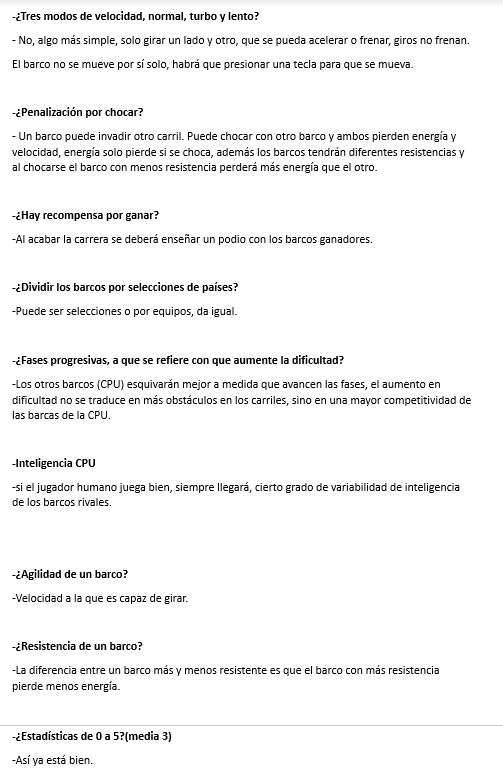 -¿Tres modos de velocidad, normal, turbo y lento?
- No, algo más simple, solo girar un lado y otro, que se pueda acelerar o frenar, giros no frenan.
El barco no se mueve por sí solo, habrá que presionar una tecla para que se mueva.
-¿Penalización por chocar?
- Un barco puede invadir otro carril. Puede chocar con otro barco y ambos pierden energía y
velocidad, energía solo pierde si se choca, además los barcos tendrán diferentes resistencias y
al chocarse el barco con menos resistencia perderá más energía que el otro.
-¿Hay recompensa por ganar?
-Al acabar la carrera se deberá enseñar un podio con los barcos ganadores.
-¿Dividir los barcos por selecciones de países?
-Puede ser selecciones o por equipos, da igual.
-¿Fases progresivas, a que se refiere con que aumente la dificultad?
-Los otros barcos (CPU) esquivarán mejor a medida que avancen las fases, el aumento en
dificultad no se traduce en más obstáculos en los carriles, sino en una mayor competitividad de
las barcas de la CPU.
-Inteligencia CPU
-si el jugador humano juega bien, siempre llegará, cierto grado de variabilidad de inteligencia
de los barcos rivales.
-¿Agilidad de un barco?
-Velocidad a la que es capaz de girar.
-¿Resistencia de un barco?
-La diferencia entre un barco más y menos resistente es que el barco con más resistencia
pierde menos energía.
-¿Estadísticas de 0 a 5?(media 3)
-Así ya está bien.